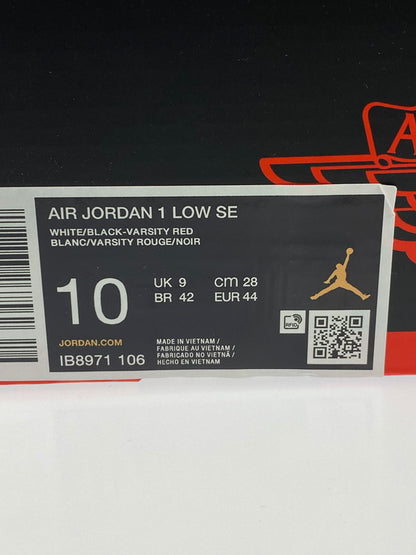 A
AIR JORDAN 1 LOW SE
WHITE/BLACK-VARSITY RED
BLANC/VARSITY ROUGE/NOIR
10
UK 9
cm 28
BR 42
EUR 44
JORDAN.COM
IB8971 106
MADE IN VIETNAM /
FABRIQUE AU VIETNAM /
FABRICADO NO VIETNÃ /
HECHO EN VIETNAM
RFID